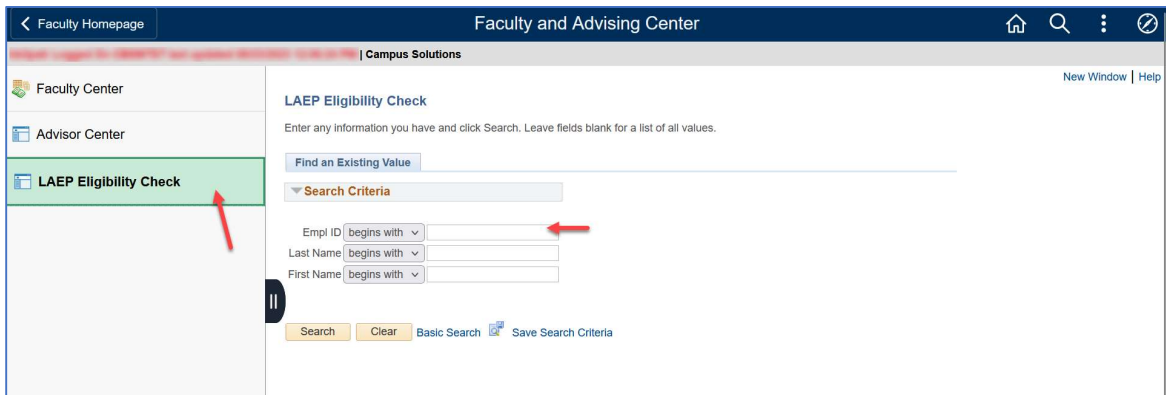 Faculty Homepage
Faculty and Advising Center
| Campus Solutions
New Window | Help
Faculty Center
Advisor Center
LAEP Eligibility Check
LAEP Eligibility Check
Enter any information you have and click Search. Leave fields blank for a list of all values.
Find an Existing Value
Search Criteria
Empl ID begins with
Last Name begins with
First Name begins with
Search Clear Basic Search Save Search Criteria